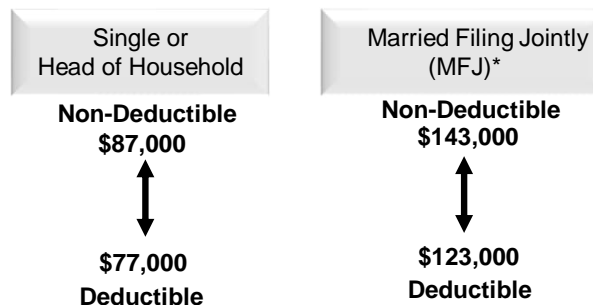 Single or
Head of Household
Non-Deductible
$87,000
$77,000
Deductible
Married Filing Jointly
(MFJ)*
Non-Deductible
$143,000
$123,000
Deductible